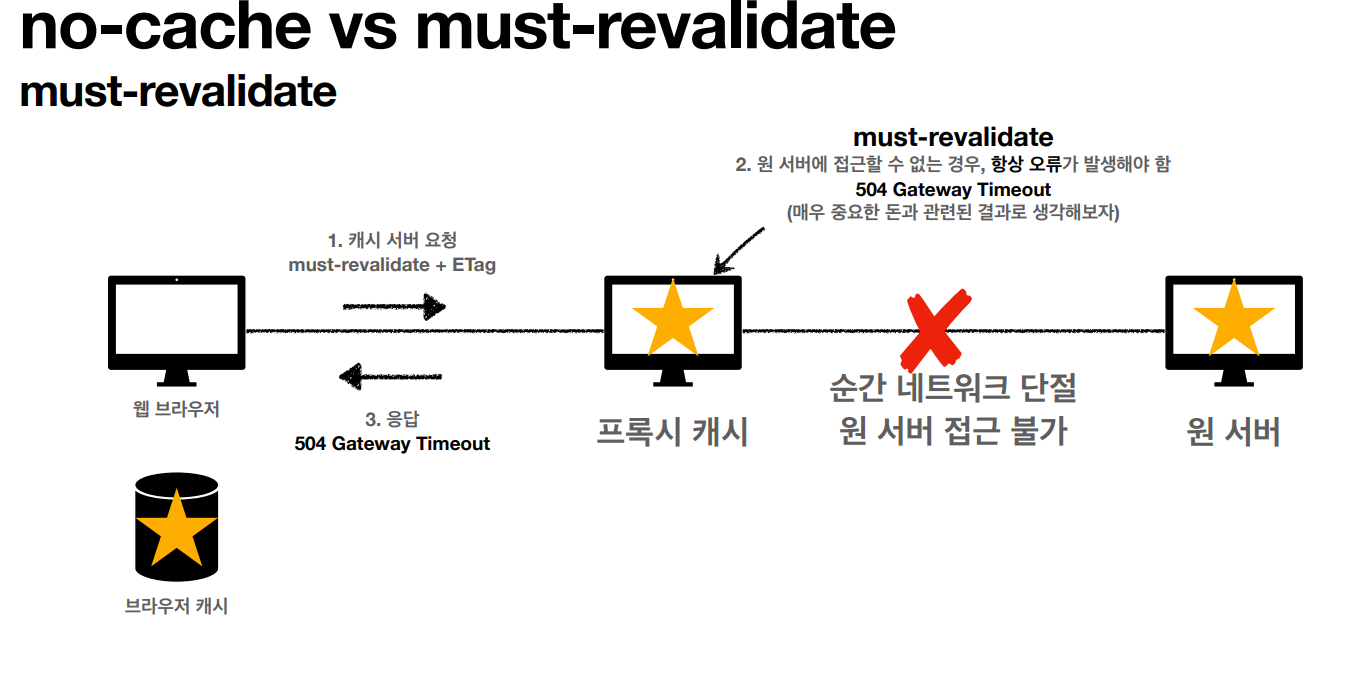 no-cache vs must-revalidate
must-revalidate
must-revalidate
2. 원 서버에 접근할 수 없는 경우, 항상 오류가 발생해야 함
504 Gateway Timeout
(매우 중요한 돈과 관련된 결과로 생각해보자)
1. 캐시 서버 요청
must-revalidate + ETag
웹 브라우저
3. 응답
504 Gateway Timeout
프록시 캐시
순간 네트워크 단절
원 서버 접근 불가
원 서버
브라우저 캐시